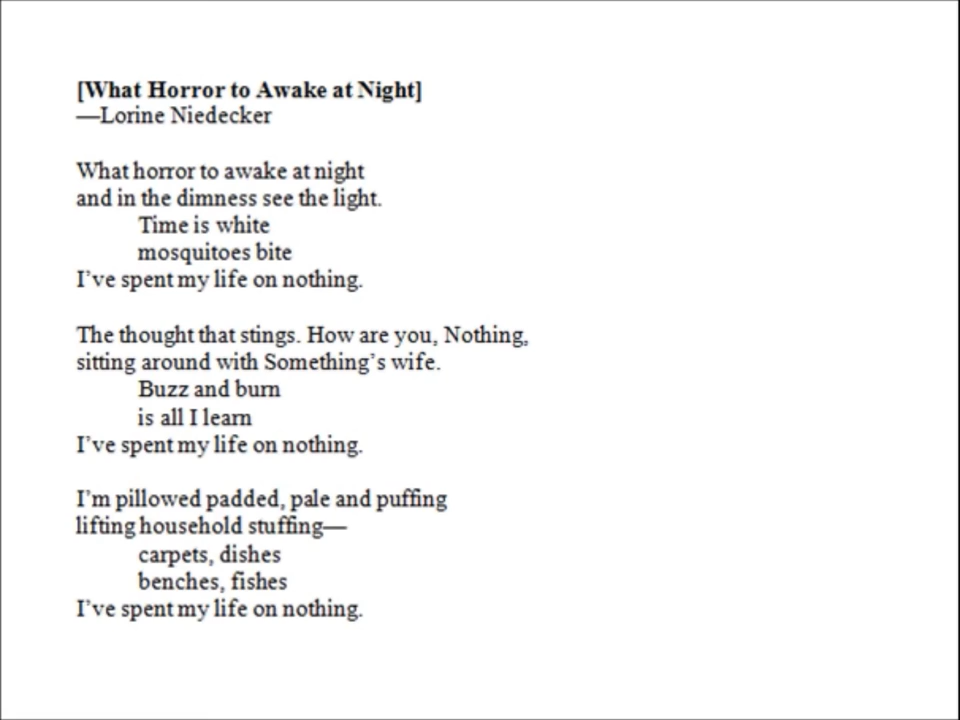 [What Horror to Awake at Night]
—Lorine Niedecker
What horror to awake at night
and in the dimness see the light.
Time is white
mosquitoes bite
I’ve spent my life on nothing.
The thought that stings. How are you, Nothing,
sitting around with Something’s wife.
Buzz and burn
is all I learn
I’ve spent my life on nothing.
I’m pillowed padded, pale and puffing
lifting household stuffing—
carpets, dishes
benches, fishes
I’ve spent my life on nothing.